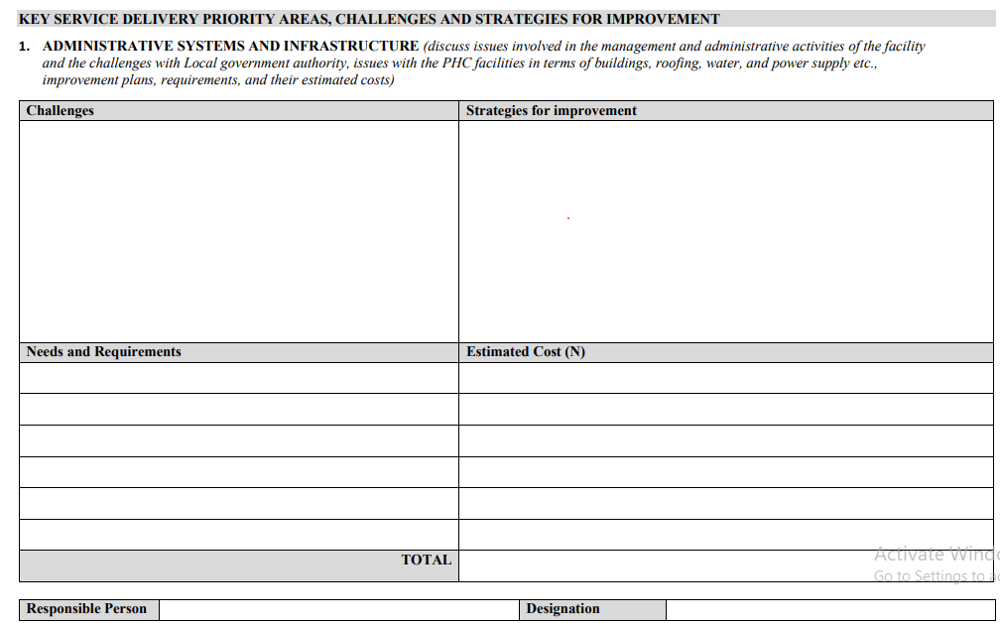 KEY SERVICE DELIVERY PRIORITY AREAS, CHALLENGES AND STRATEGIES FOR IMPROVEMENT
1. ADMINISTRATIVE SYSTEMS AND INFRASTRUCTURE (discuss issues involved in the management and administrative activities of the facility
and the challenges with Local government authority, issues with the PHC facilities in terms of buildings, roofing, water, and power supply etc.,
improvement plans, requirements, and their estimated costs)
Challenges
Strategies for improvement
Needs and Requirements
Estimated Cost (N)
TOTAL
Activate Windo
Go to Settings to a
Responsible Person
Designation